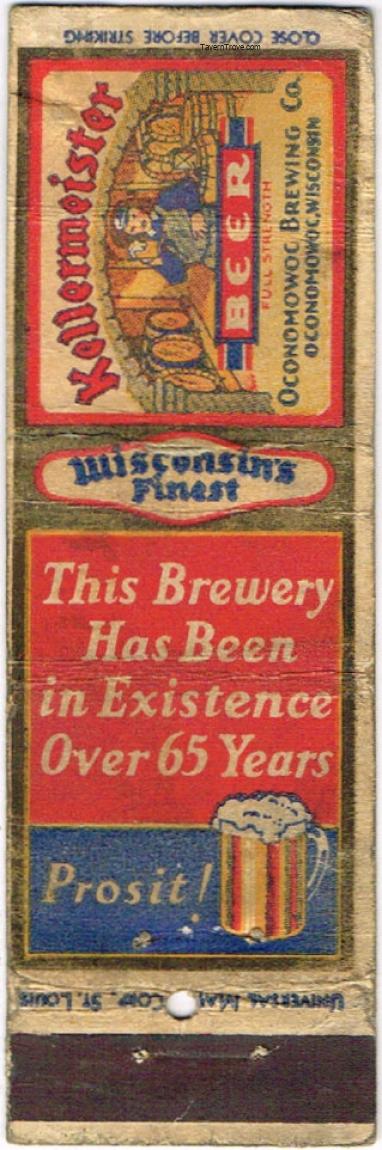 CLOSE COVER BEFORE STRIKING
TavernTrove.com
Kellermeister
BEER
FULL STRENGTH
OCONOMOWOC BREWING CO.
OCONOMOWOC, WISCONSIN
Wisconsin's
Finest
This Brewery
Has Been
in Existence
Over 65 Years
Prosit!
UNIVERSAL MATCH CORP., ST. LOUIS